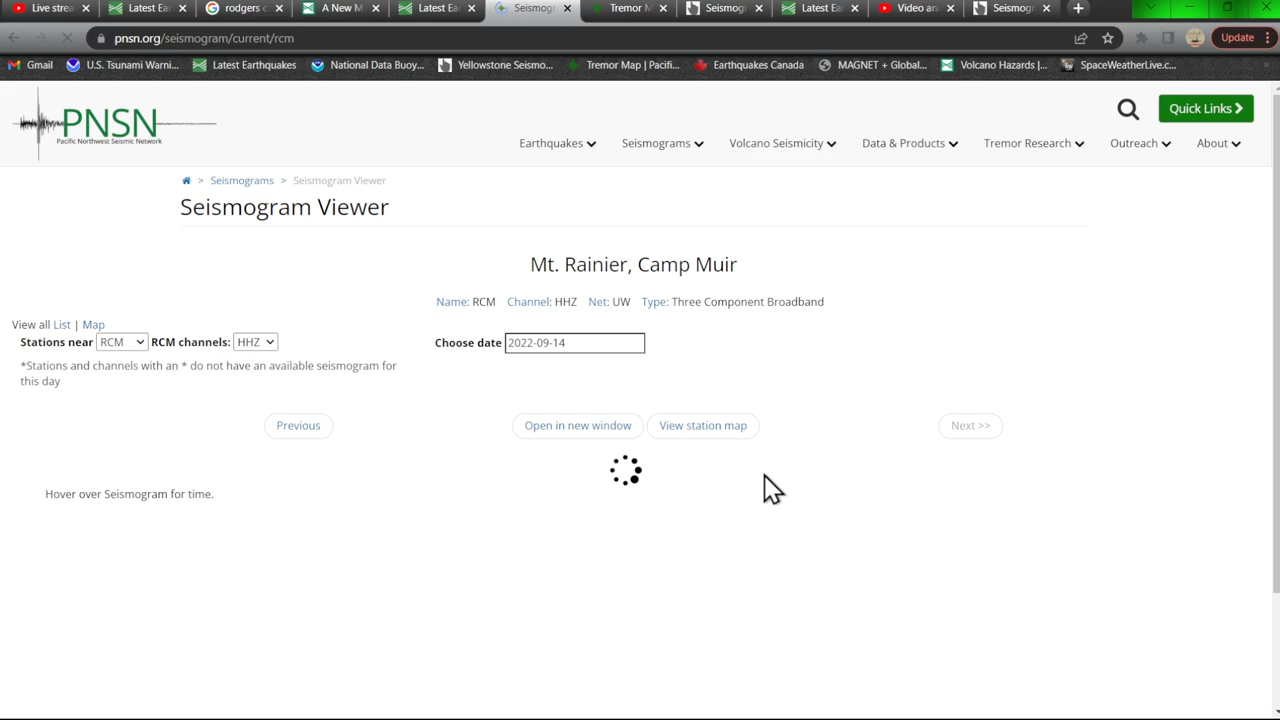 Live strea
Latest Ear
rodgers c
A New M
Latest Ear
Seismogr
Tremor M
Seismogr
Latest Ear
Video an
Seismogr
pnsn.org/seismogram/current/rcm
Update
Gmail
U.S. Tsunami Warni...
Latest Earthquakes
National Data Buoy...
Yellowstone Seismo...
Tremor Map | Pacifi...
Earthquakes Canada
MAGNET + Global...
Volcano Hazards |...
SpaceWeatherLive.c...
PNSN
Pacific Northwest Seismic Network
Quick Links
Earthquakes
Seismograms
Volcano Seismicity
Data & Products
Tremor Research
Outreach
About
> Seismograms > Seismogram Viewer
Seismogram Viewer
Mt. Rainier, Camp Muir
Name: RCM Channel: HHZ Net: UW Type: Three Component Broadband
View all List | Map
Stations near RCM RCM channels: HHZ
Choose date 2022-09-14
*Stations and channels with an * do not have an available seismogram for
this day
Previous
Open in new window
View station map
Next >>
Hover over Seismogram for time.